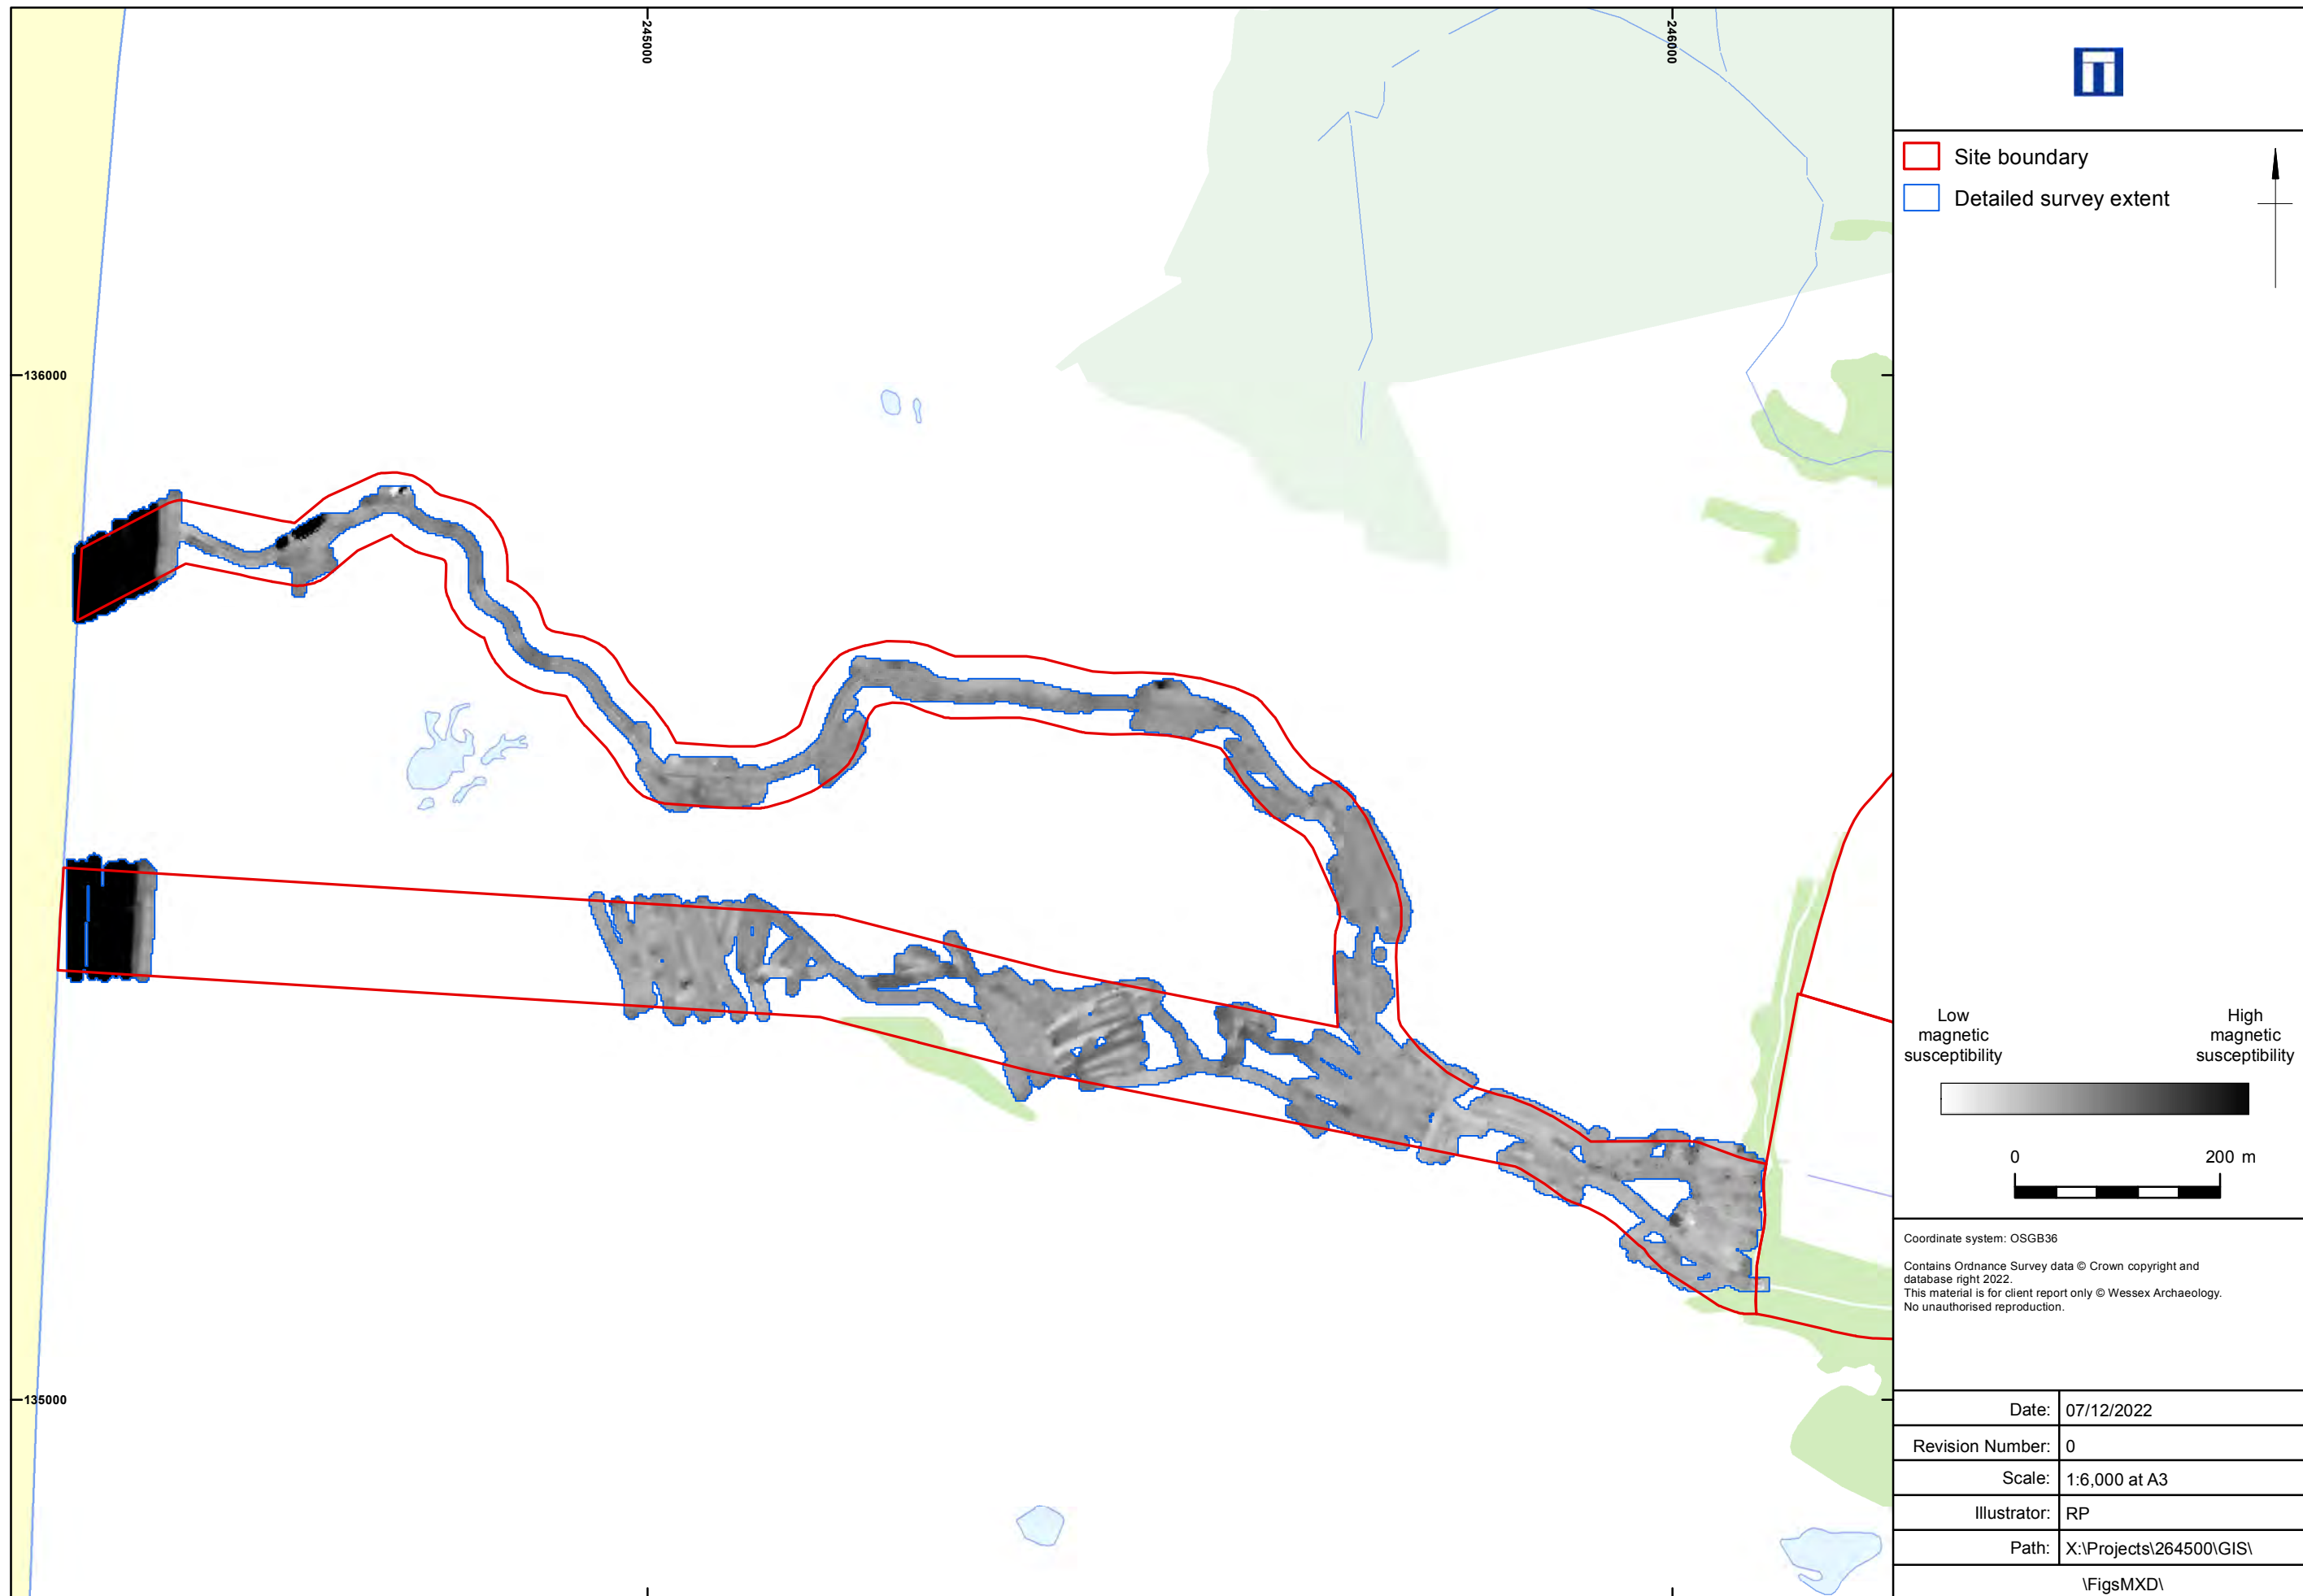 245000
246000
136000
135000
Site boundary
Detailed survey extent
Low
magnetic
susceptibility
High
magnetic
susceptibility
0
200 m
Coordinate system: OSGB36
Contains Ordnance Survey data © Crown copyright and
database right 2022.
This material is for client report only © Wessex Archaeology.
No unauthorised reproduction.
Date: 07/12/2022
Revision Number: 0
Scale: 1:6,000 at A3
Illustrator: RP
Path: X:\Projects\264500\GIS\
\FigsMXD\